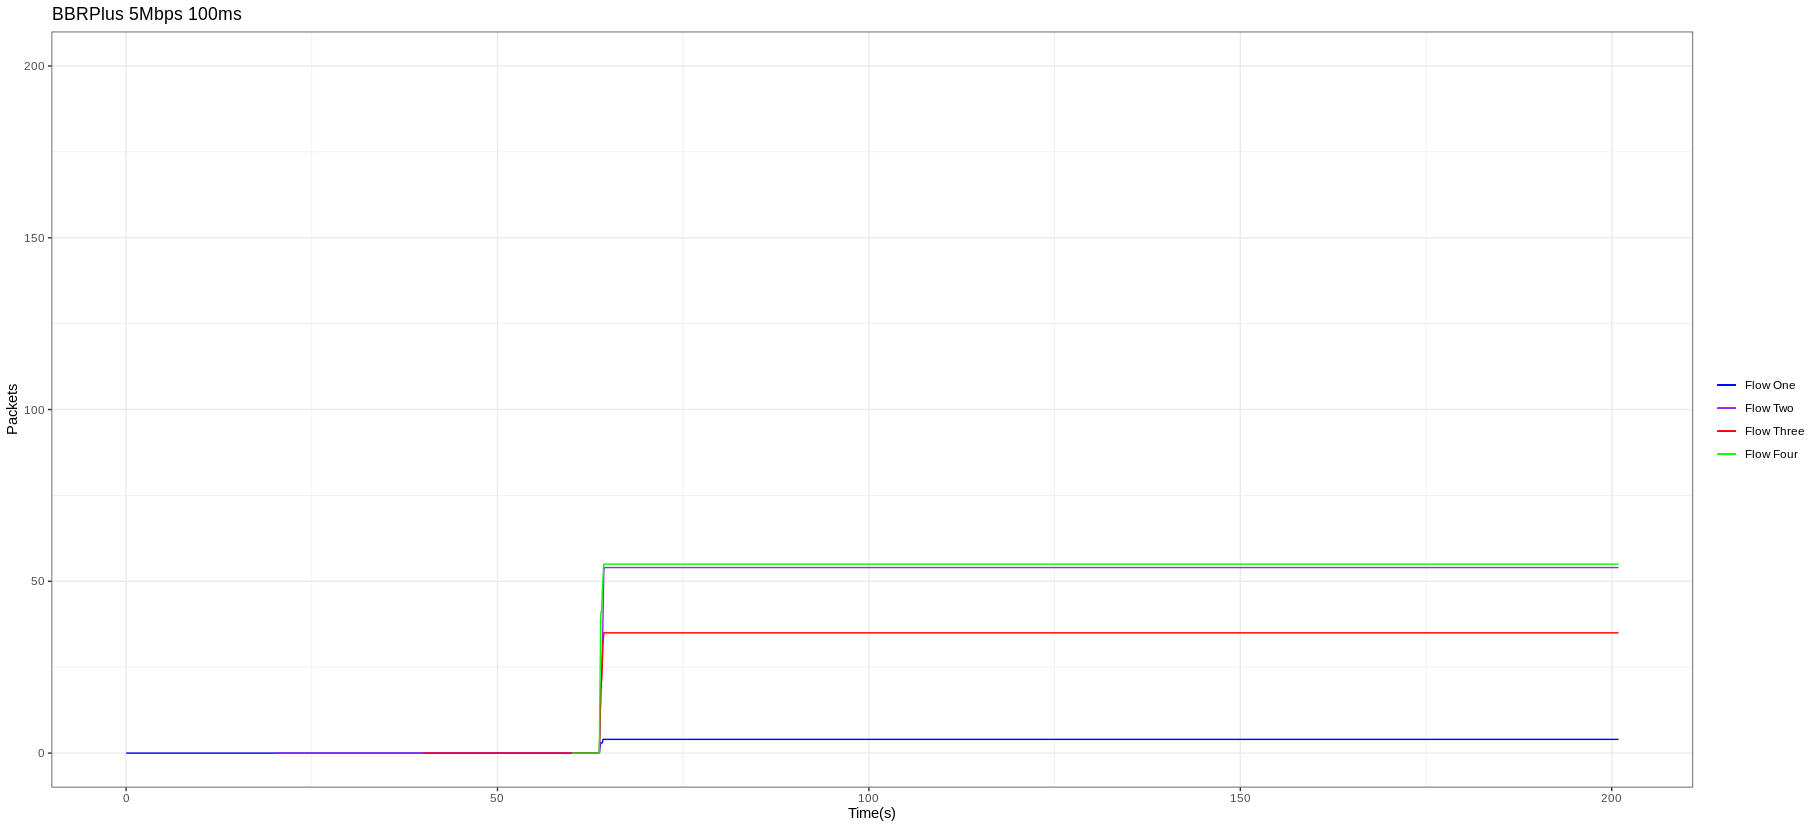 BBRPlus 5Mbps 100ms
200
150
100
50
0
Packets
0 50 100 150 200
Time(s)
Flow One
Flow Two
Flow Three
Flow Four